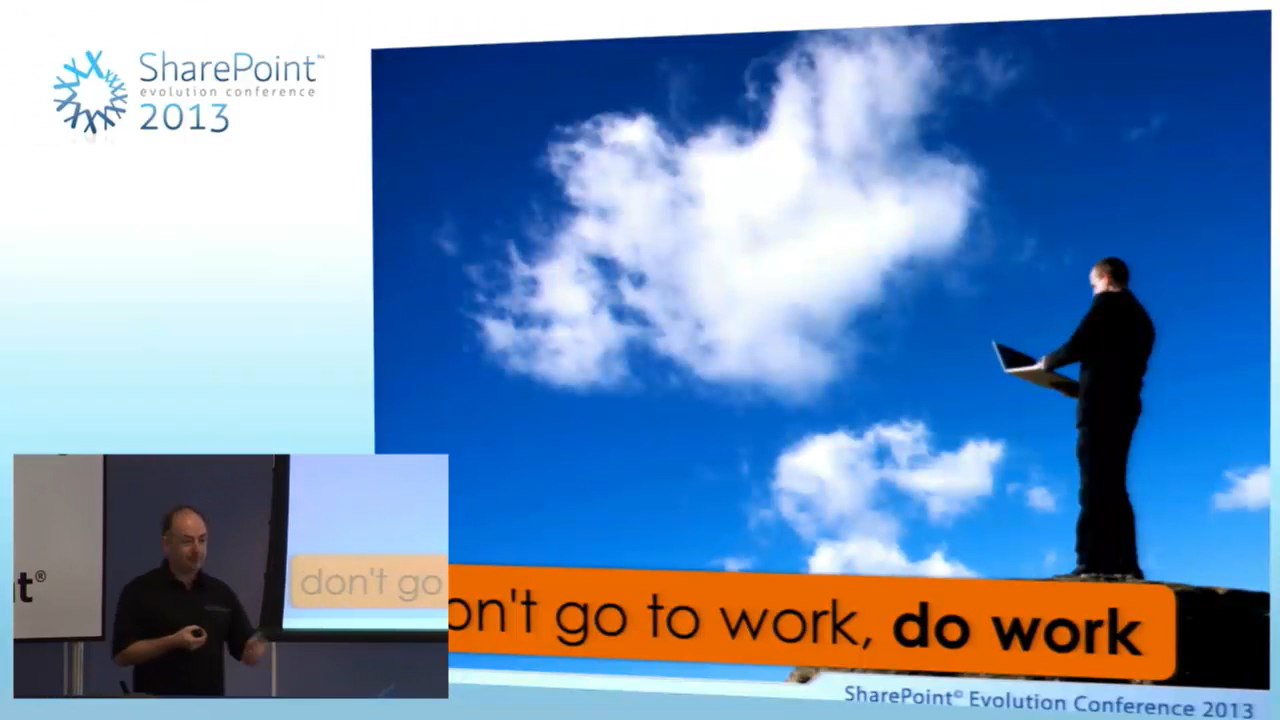 SharePoint™
evolution conference
2013
on't go to work, do work
t®
don't go
SharePoint® Evolution Conference 2013